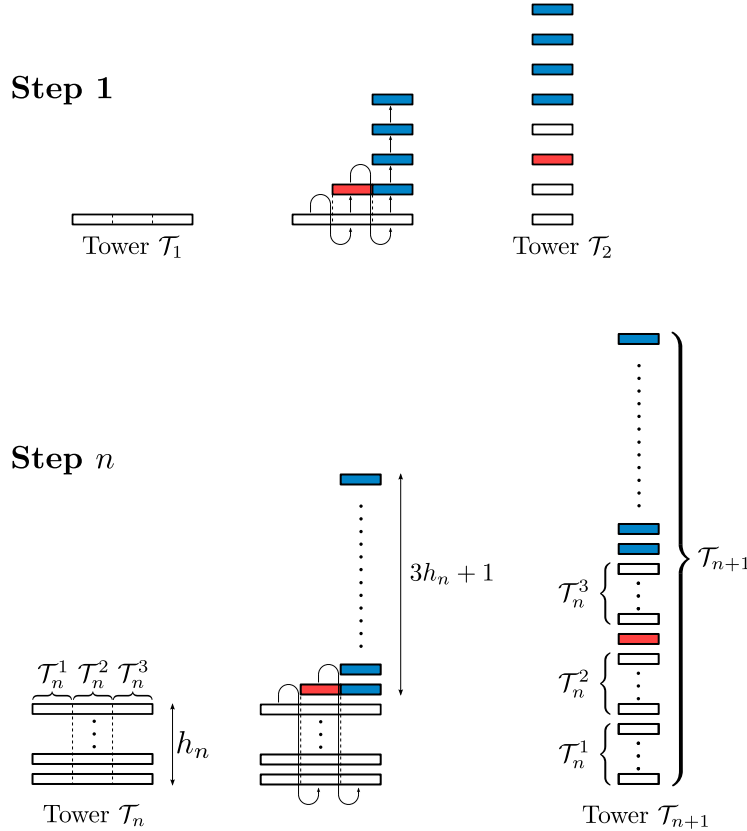 Step 1
Tower 𝒯₁
Tower 𝒯₂
Step n
3hₙ + 1
𝒯ₙ₊₁
𝒯ₙ³
𝒯ₙ¹ 𝒯ₙ² 𝒯ₙ³
𝒯ₙ²
hₙ
𝒯ₙ¹
Tower 𝒯ₙ
Tower 𝒯ₙ₊₁